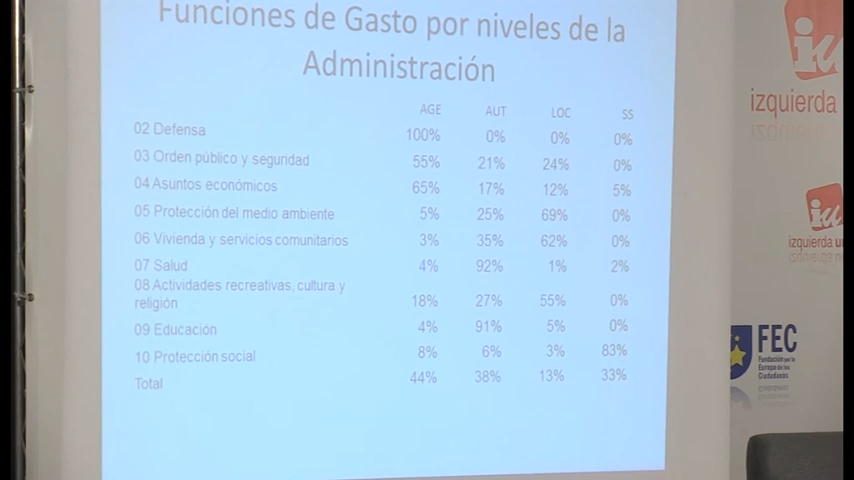 Funciones de Gasto por niveles de la
Administración
AGE AUT LOC SS
02 Defensa 100% 0% 0% 0%
03 Orden público y seguridad 55% 21% 24% 0%
04 Asuntos económicos 65% 17% 12% 5%
05 Protección del medio ambiente 5% 25% 69% 0%
06 Vivienda y servicios comunitarios 3% 35% 62% 0%
07 Salud 4% 92% 1% 2%
08 Actividades recreativas, cultura y
religión 18% 27% 55% 0%
09 Educación 4% 91% 5% 0%
10 Protección social 8% 6% 3% 83%
Total 44% 38% 13% 33%
iu
izquierda
iu
izquierda
FEC
Fundación por la
Europa de los
Ciudadanos